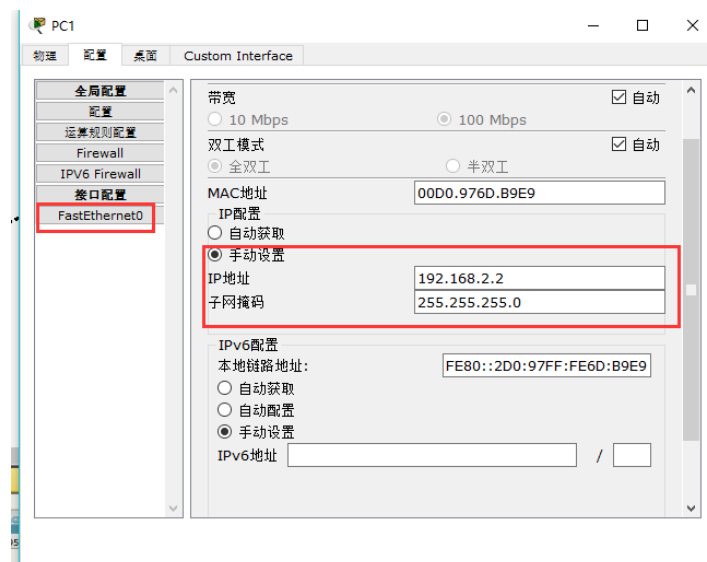 PC1
物理 配置 桌面 Custom Interface
全局配置
配置
运算规则配置
Firewall
IPV6 Firewall
接口配置
FastEthernet0
带宽 自动
10 Mbps 100 Mbps
双工模式 自动
全双工 半双工
MAC地址 00D0.976D.B9E9
IP配置
自动获取
手动设置
IP地址 192.168.2.2
子网掩码 255.255.255.0
IPv6配置
本地链路地址: FE80::2D0:97FF:FE6D:B9E9
自动获取
自动配置
手动设置
IPv6地址 /